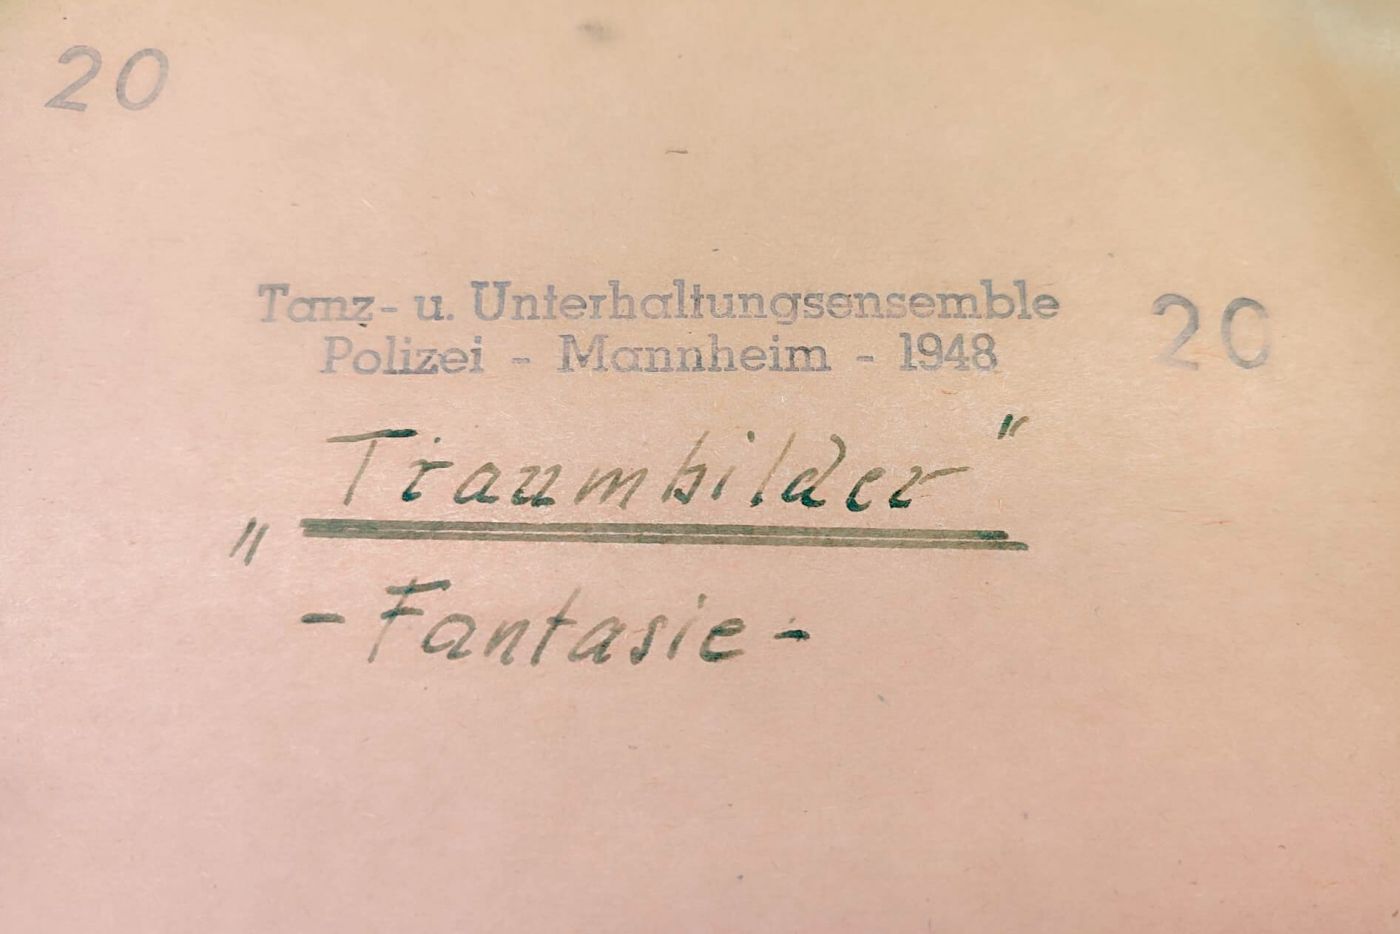 20
Tanz- u. Unterhaltungsensemble
Polizei - Mannheim - 1948
20
„Traumbilder"
-Fantasie-